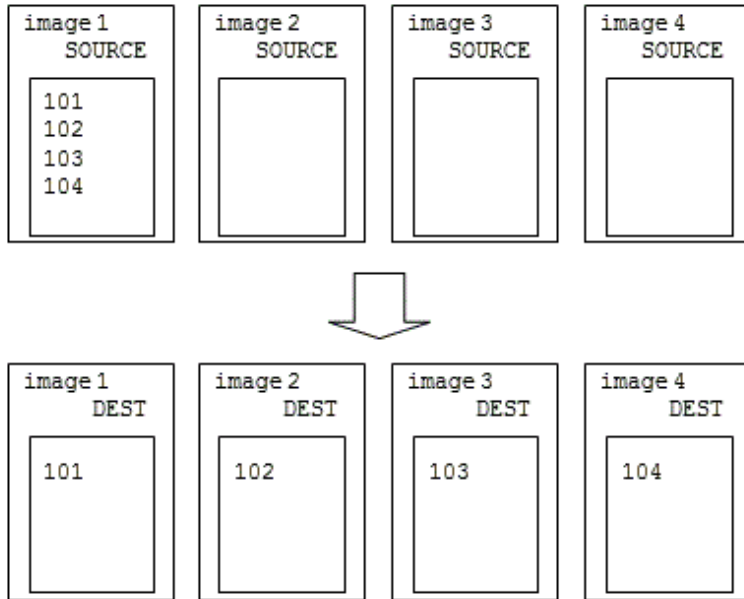 image 1
SOURCE
101
102
103
104
image 2
SOURCE
image 3
SOURCE
image 4
SOURCE
image 1
DEST
101
image 2
DEST
102
image 3
DEST
103
image 4
DEST
104